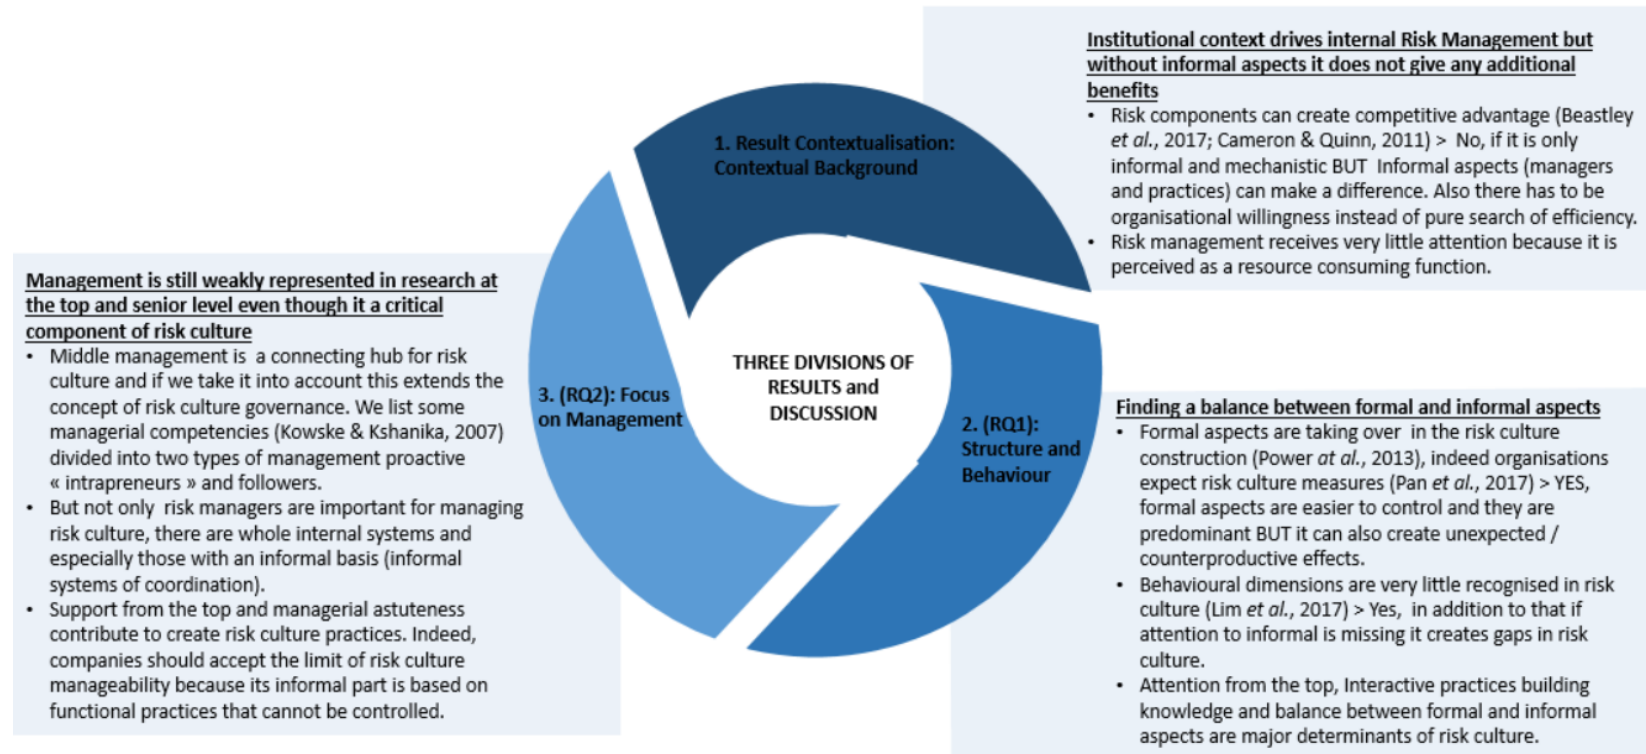 Institutional context drives internal Risk Management but
without informal aspects it does not give any additional
benefits
• Risk components can create competitive advantage (Beastley
et al., 2017; Cameron & Quinn, 2011) > No, if it is only
informal and mechanistic BUT Informal aspects (managers
and practices) can make a difference. Also there has to be
organisational willingness instead of pure search of efficiency.
• Risk management receives very little attention because it is
perceived as a resource consuming function.
1. Result Contextualisation:
Contextual Background
THREE DIVISIONS OF
RESULTS and
DISCUSSION
2. (RQ1):
Structure and
Behaviour
Finding a balance between formal and informal aspects
• Formal aspects are taking over in the risk culture
construction (Power at al., 2013), indeed organisations
expect risk culture measures (Pan et al., 2017) > YES,
formal aspects are easier to control and they are
predominant BUT it can also create unexpected /
counterproductive effects.
• Behavioural dimensions are very little recognised in risk
culture (Lim et al., 2017) > Yes, in addition to that if
attention to informal is missing it creates gaps in risk
culture.
• Attention from the top, Interactive practices building
knowledge and balance between formal and informal
aspects are major determinants of risk culture.
3. (RQ2): Focus
on Management
Management is still weakly represented in research at
the top and senior level even though it a critical
component of risk culture
• Middle management is a connecting hub for risk
culture and if we take it into account this extends the
concept of risk culture governance. We list some
managerial competencies (Kowske & Kshanika, 2007)
divided into two types of management proactive
« intrapreneurs » and followers.
• But not only risk managers are important for managing
risk culture, there are whole internal systems and
especially those with an informal basis (informal
systems of coordination).
• Support from the top and managerial astuteness
contribute to create risk culture practices. Indeed,
companies should accept the limit of risk culture
manageability because its informal part is based on
functional practices that cannot be controlled.